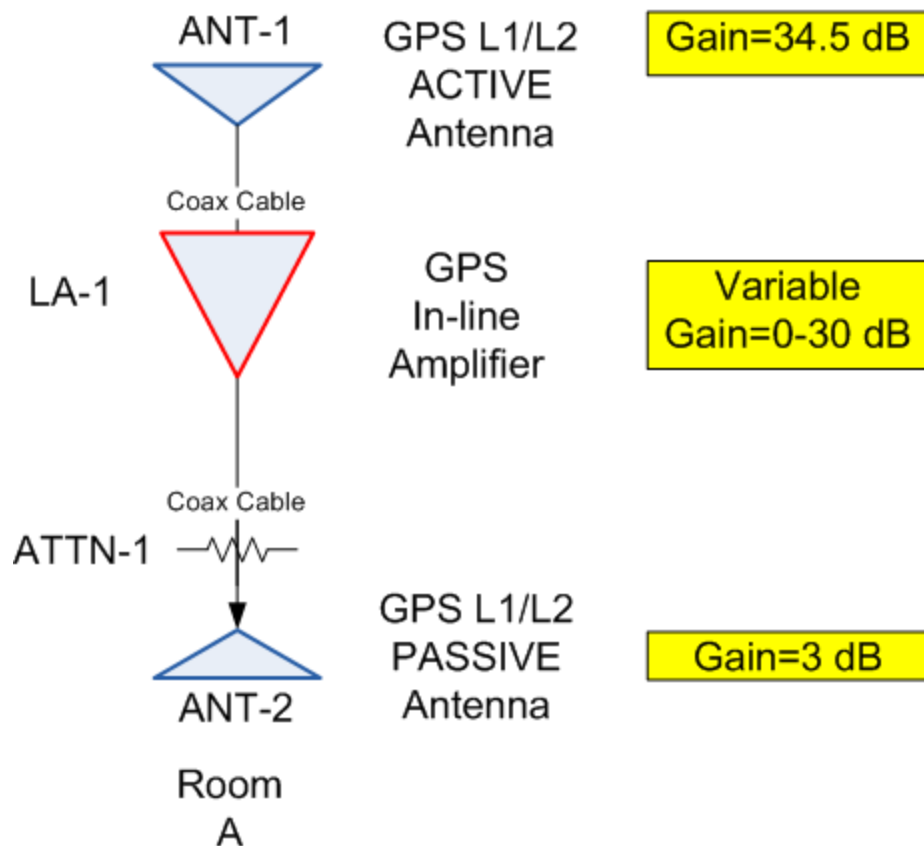 ANT-1
GPS L1/L2
ACTIVE
Antenna
Gain=34.5 dB
Coax Cable
LA-1
GPS
In-line
Amplifier
Variable
Gain=0-30 dB
Coax Cable
ATTN-1
GPS L1/L2
PASSIVE
Antenna
Gain=3 dB
ANT-2
Room
A